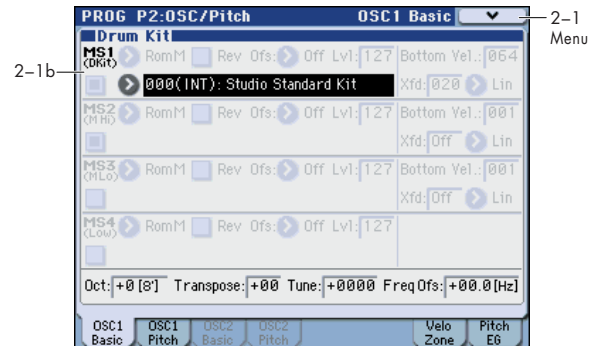 PROG P2:OSC/Pitch OSC1 Basic
2–1
Menu
Drum Kit
MS1 RomM Rev Ofs: Off Lvl: 127 Bottom Vel.: 064
(DKit)
2–1b
000(INT): Studio Standard Kit Xfd: 020 Lin
MS2 RomM Rev Ofs: Off Lvl: 127 Bottom Vel.: 001
(M Hi)
Xfd: Off Lin
MS3 RomM Rev Ofs: Off Lvl: 127 Bottom Vel.: 001
(MLo)
Xfd: Off Lin
MS4 RomM Rev Ofs: Off Lvl: 127
(Low)
Oct: +0 [8'] Transpose: +00 Tune: +0000 Freq Ofs: +00.0 [Hz]
OSC1 Basic OSC1 Pitch OSC2 Basic OSC2 Pitch Velo Zone Pitch EG